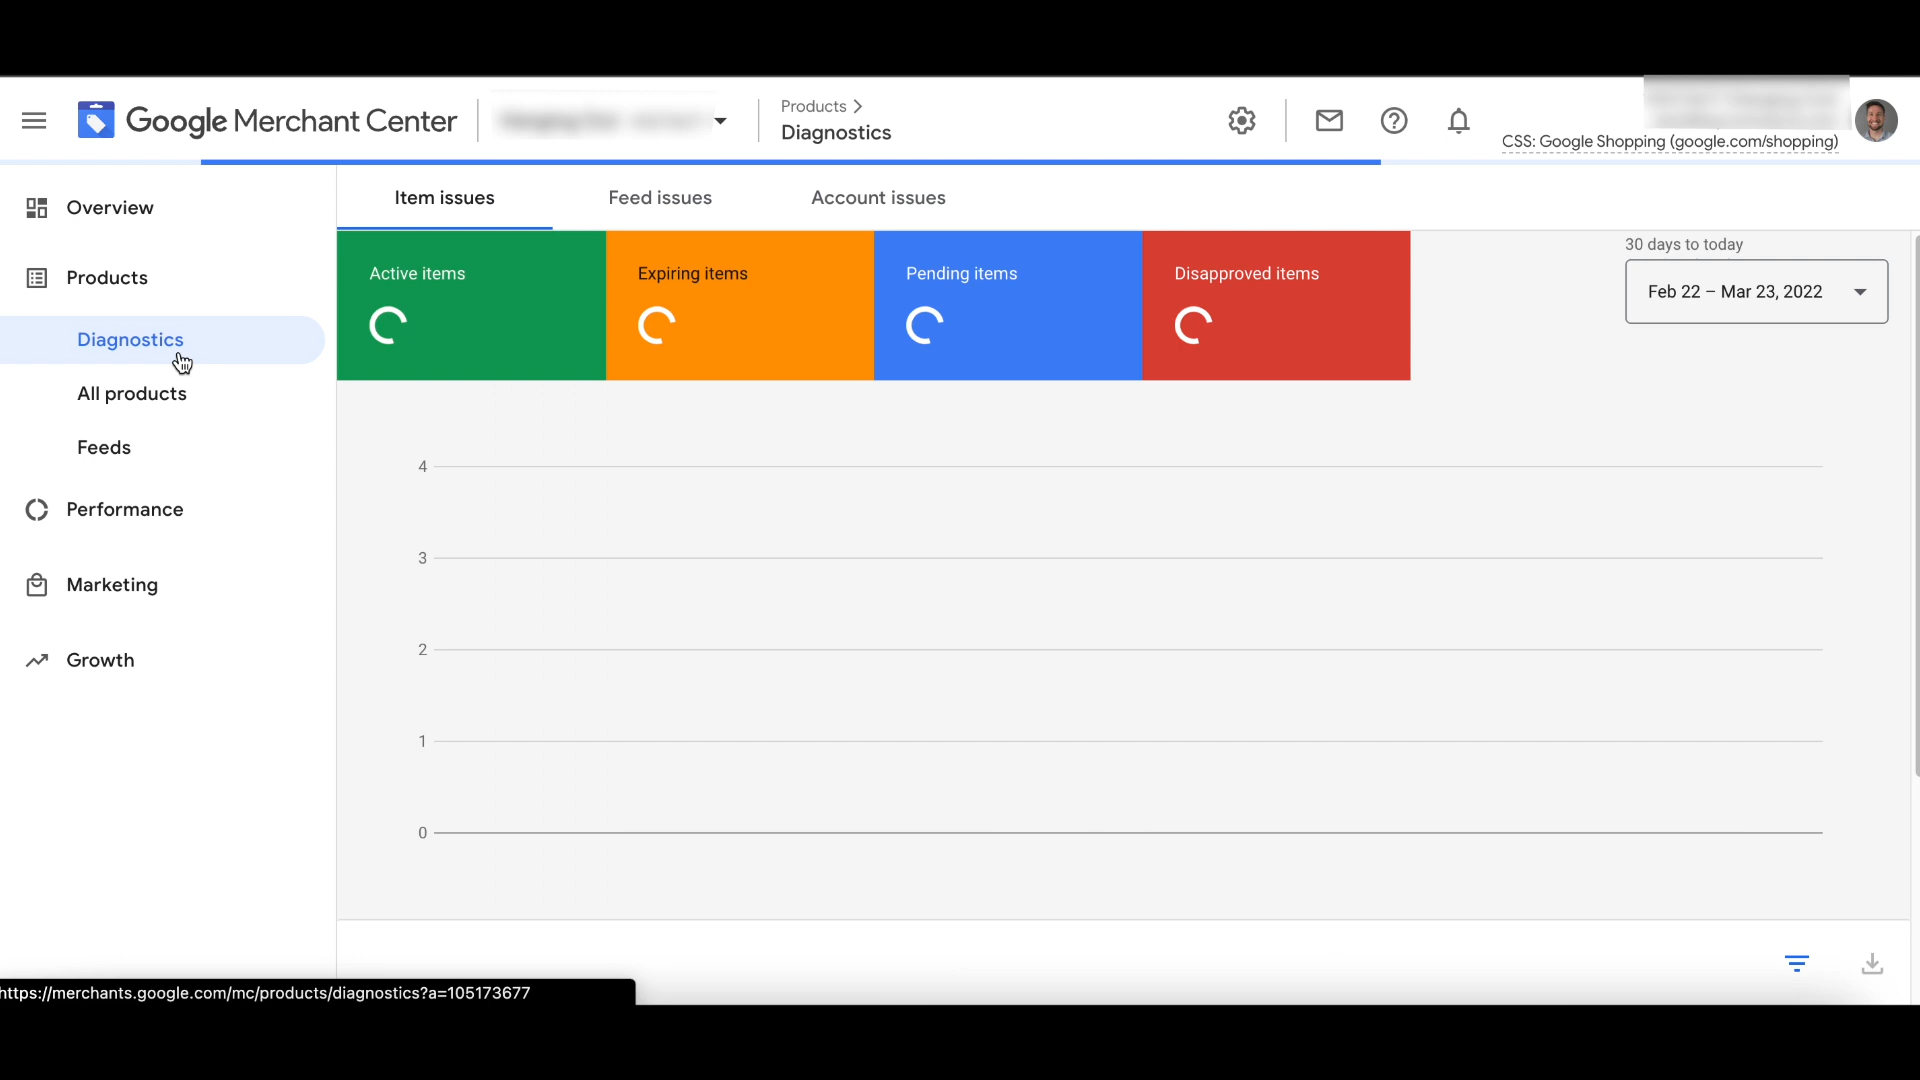 Google Merchant Center
Products
Diagnostics
CSS: Google Shopping (google.com/shopping)
Overview
Products
Diagnostics
All products
Feeds
Performance
Marketing
Growth
Item issues
Feed issues
Account issues
Active items
Expiring items
Pending items
Disapproved items
30 days to today
Feb 22 – Mar 23, 2022
4
3
2
1
0
https://merchants.google.com/mc/products/diagnostics?a=105173677